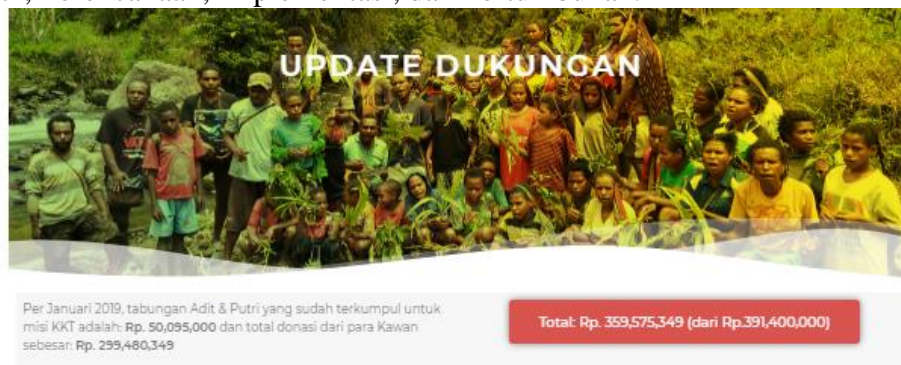 UPDATE DUKUNGAN
Per Januari 2019, tabungan Adit & Putri yang sudah terkumpul untuk
misi KKT adalah: Rp. 50,095,000 dan total donasi dari para Kawan
sebesar: Rp. 299,480,349
Total: Rp. 359,575,349 (dari Rp.391,400,000)